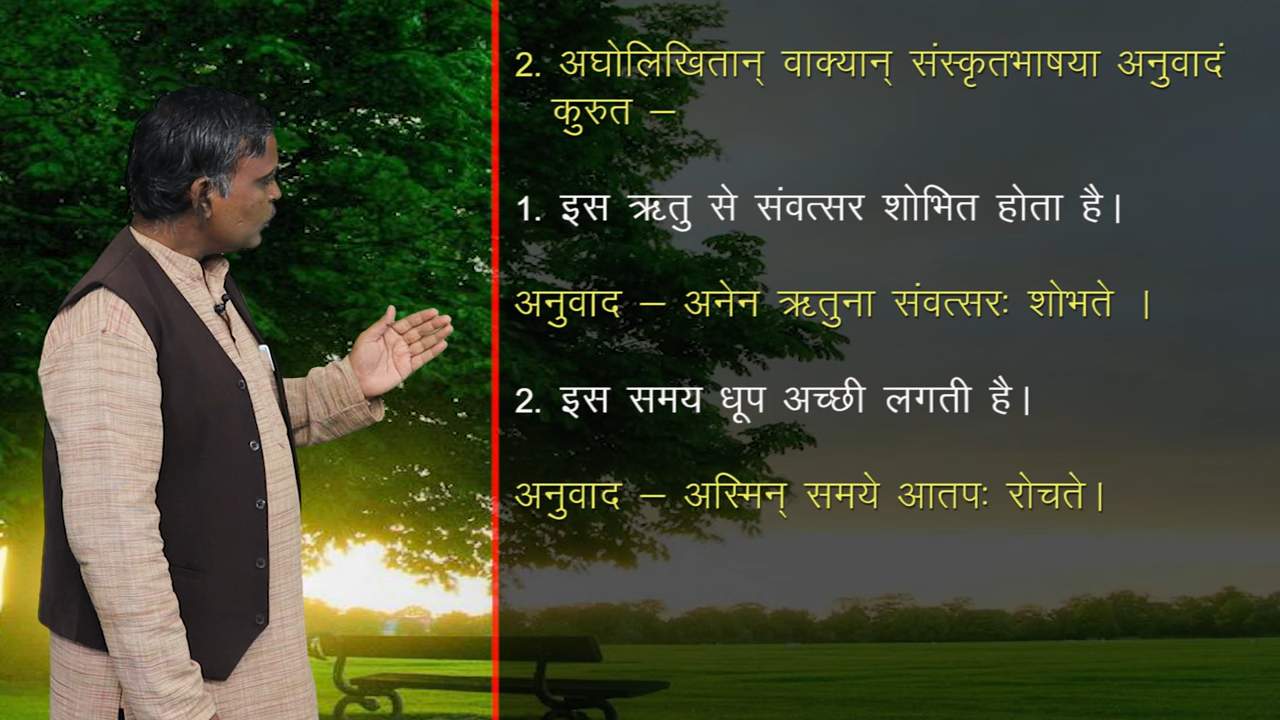 2. अघोलिखितान् वाक्यान् संस्कृतभाषया अनुवादं
कुरुत –
1. इस ऋतु से संवत्सर शोभित होता है।
अनुवाद – अनेन ऋतुना संवत्सरः शोभते ।
2. इस समय धूप अच्छी लगती है।
अनुवाद – अस्मिन् समये आतपः रोचते।